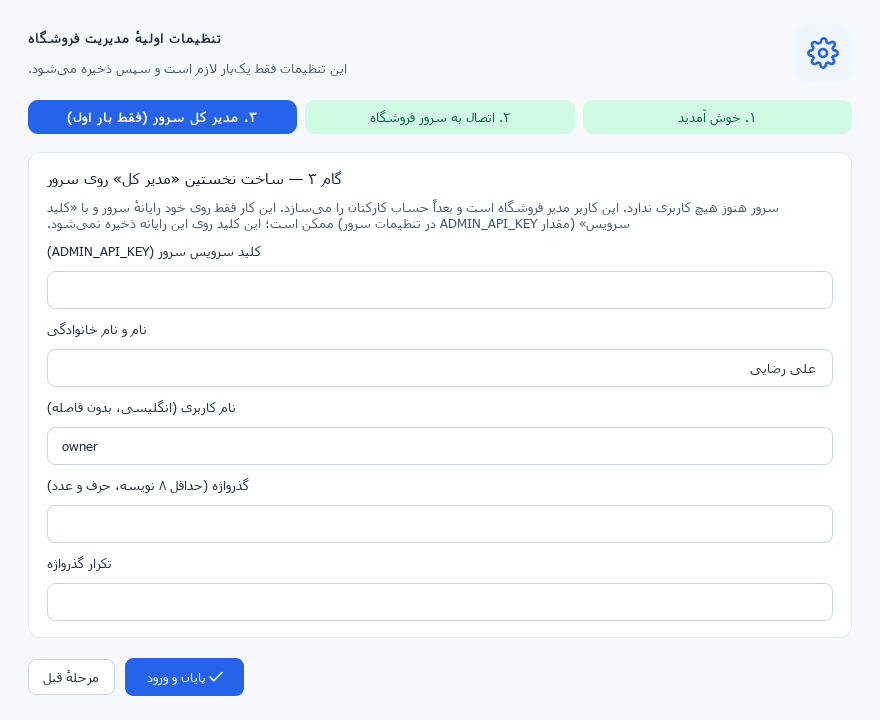 تنظیمات اولیهٔ مدیریت فروشگاه
این تنظیمات فقط یک‌بار لازم است و سپس ذخیره می‌شود.
۱. خوش آمدید
۲. اتصال به سرور فروشگاه
۳. مدیر کل سرور (فقط بار اول)
گام ۳ — ساخت نخستین «مدیر کل» روی سرور
سرور هنوز هیچ کاربری ندارد. این کاربر مدیر فروشگاه است و بعداً حساب کارکنان را می‌سازد. این کار فقط روی خود رایانهٔ سرور و با «کلید
سرویس» (مقدار ADMIN_API_KEY در تنظیمات سرور) ممکن است؛ این کلید روی این رایانه ذخیره نمی‌شود.
کلید سرویس سرور (ADMIN_API_KEY)
نام و نام خانوادگی
علی رضایی
نام کاربری (انگلیسی، بدون فاصله)
owner
گذرواژه (حداقل ۸ نویسه، حرف و عدد)
تکرار گذرواژه
پایان و ورود
مرحلهٔ قبل